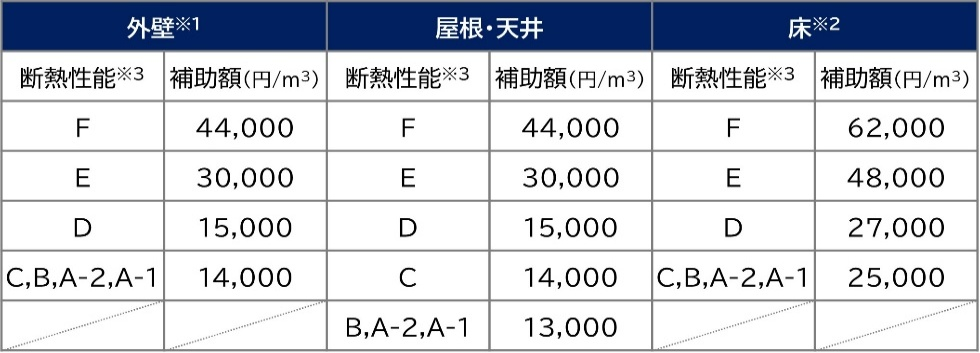 外壁※1 屋根・天井 床※2
断熱性能※3 補助額(円/m³) 断熱性能※3 補助額(円/m³) 断熱性能※3 補助額(円/m³)
F 44,000 F 44,000 F 62,000
E 30,000 E 30,000 E 48,000
D 15,000 D 15,000 D 27,000
C,B,A-2,A-1 14,000 C 14,000 C,B,A-2,A-1 25,000
B,A-2,A-1 13,000